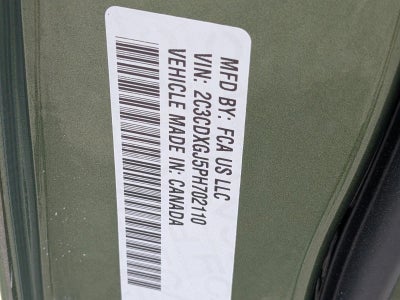 MFD BY: FCA US LLC
VIN: 2C3CDXGJ5PH702110
VEHICLE MADE IN: CANADA